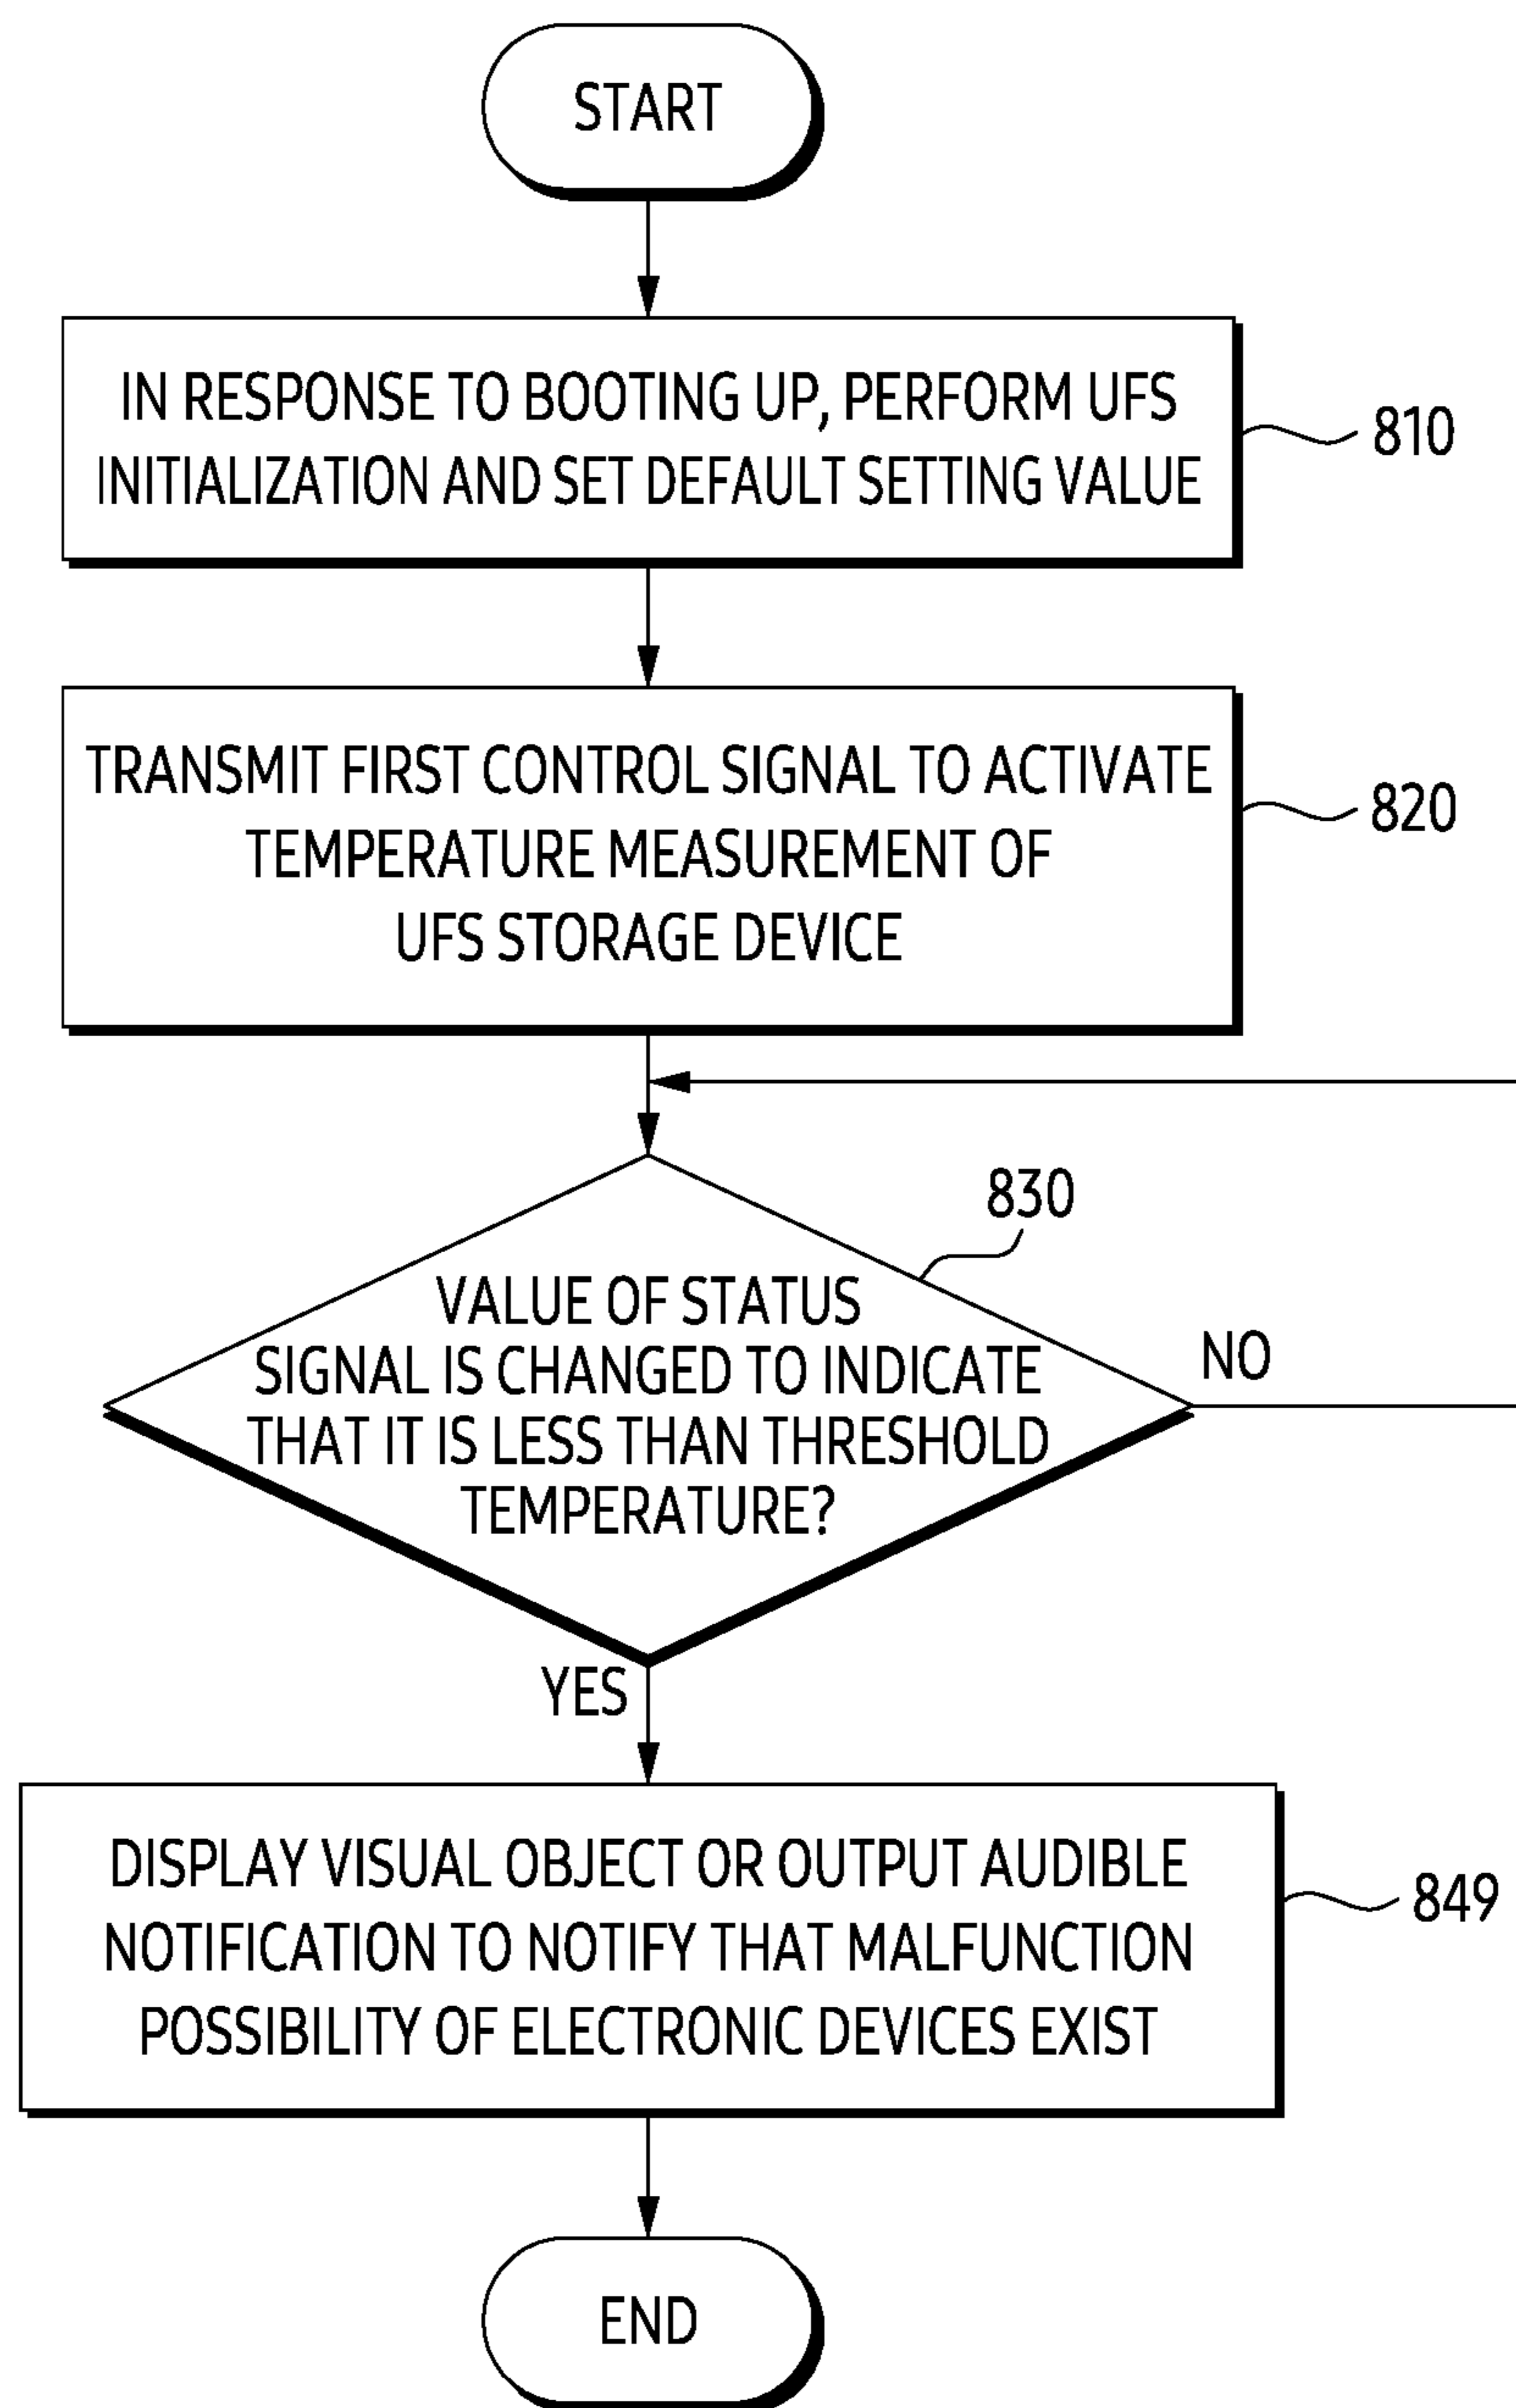 START
IN RESPONSE TO BOOTING UP, PERFORM UFS
INITIALIZATION AND SET DEFAULT SETTING VALUE
810
TRANSMIT FIRST CONTROL SIGNAL TO ACTIVATE
TEMPERATURE MEASUREMENT OF
UFS STORAGE DEVICE
820
830
VALUE OF STATUS
SIGNAL IS CHANGED TO INDICATE
THAT IT IS LESS THAN THRESHOLD
TEMPERATURE?
NO
YES
DISPLAY VISUAL OBJECT OR OUTPUT AUDIBLE
NOTIFICATION TO NOTIFY THAT MALFUNCTION
POSSIBILITY OF ELECTRONIC DEVICES EXIST
849
END